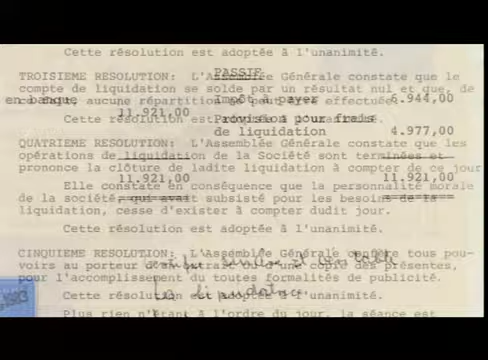 Cette résolution est adoptée à l'unanimité.
PASSIF
TROISIEME RESOLUTION: L'Assemblée Générale constate que le
compte de liquidation se solde par un résultat nul et que, de
en banque
ce fait, aucune répartition ne peut être effectuée.
Impôt à payer 6.944,00
11.921,00
Cette résolution est adoptée à l'unanimité.
Provision pour frais
de liquidation 4.977,00
QUATRIEME RESOLUTION: L'Assemblée Générale constate que les
opérations de liquidation de la Société sont terminées et
prononce la clôture de ladite liquidation à compter de ce jour
11.921,00 11.921,00
Elle constate en conséquence que la personnalité morale
de la société, qui avait subsisté pour les besoins de la
liquidation, cesse d'exister à compter dudit jour.
Cette résolution est adoptée à l'unanimité.
CINQUIEME RESOLUTION: L'Assemblée Générale confère tous pou-
voirs au porteur d'un extrait ou d'une copie des présentes,
pour l'accomplissement du toutes formalités de publicité.
Cette résolution est adoptée à l'unanimité.
Plus rien n'étant à l'ordre du jour, la séance est